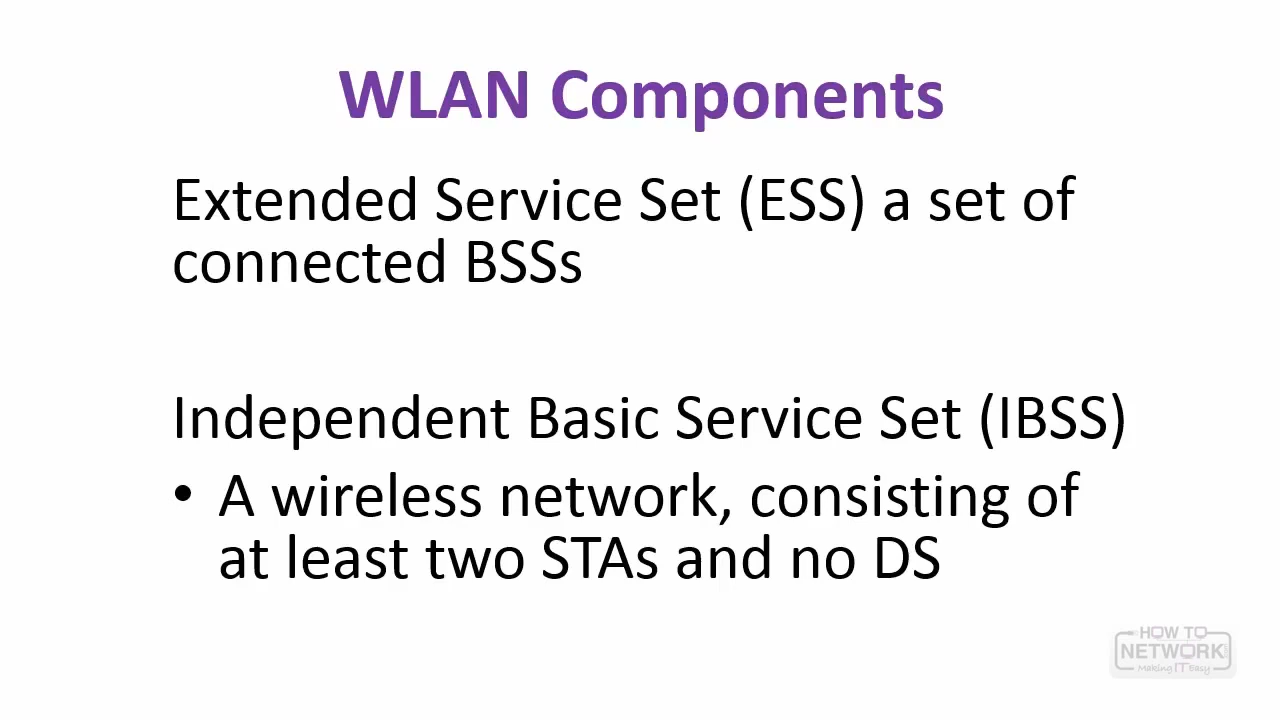 WLAN Components
Extended Service Set (ESS) a set of
connected BSSs
Independent Basic Service Set (IBSS)
• A wireless network, consisting of
at least two STAs and no DS
HOW TO
NETWORK
Making IT Easy